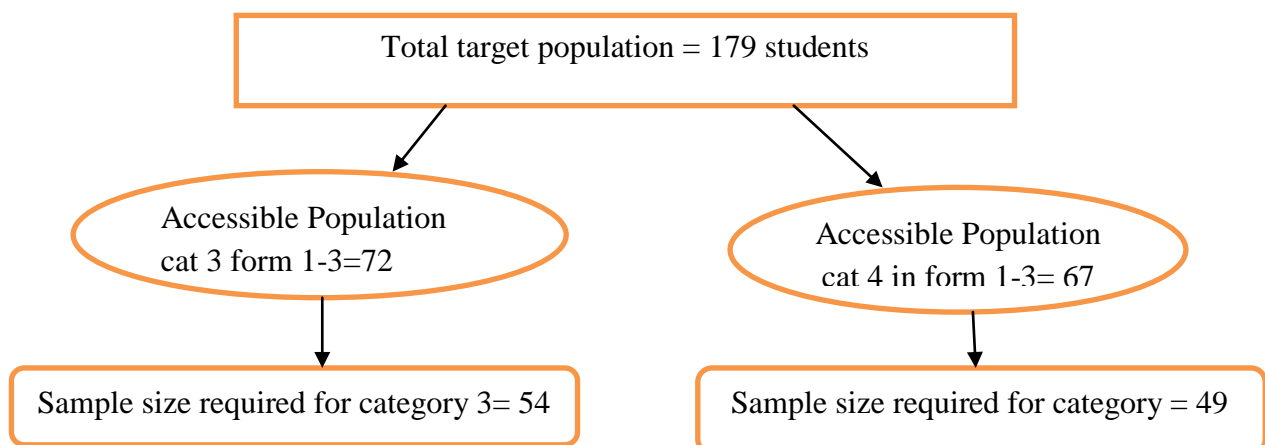 Total target population = 179 students
Accessible Population
cat 3 form 1-3=72
Accessible Population
cat 4 in form 1-3= 67
Sample size required for category 3= 54
Sample size required for category = 49